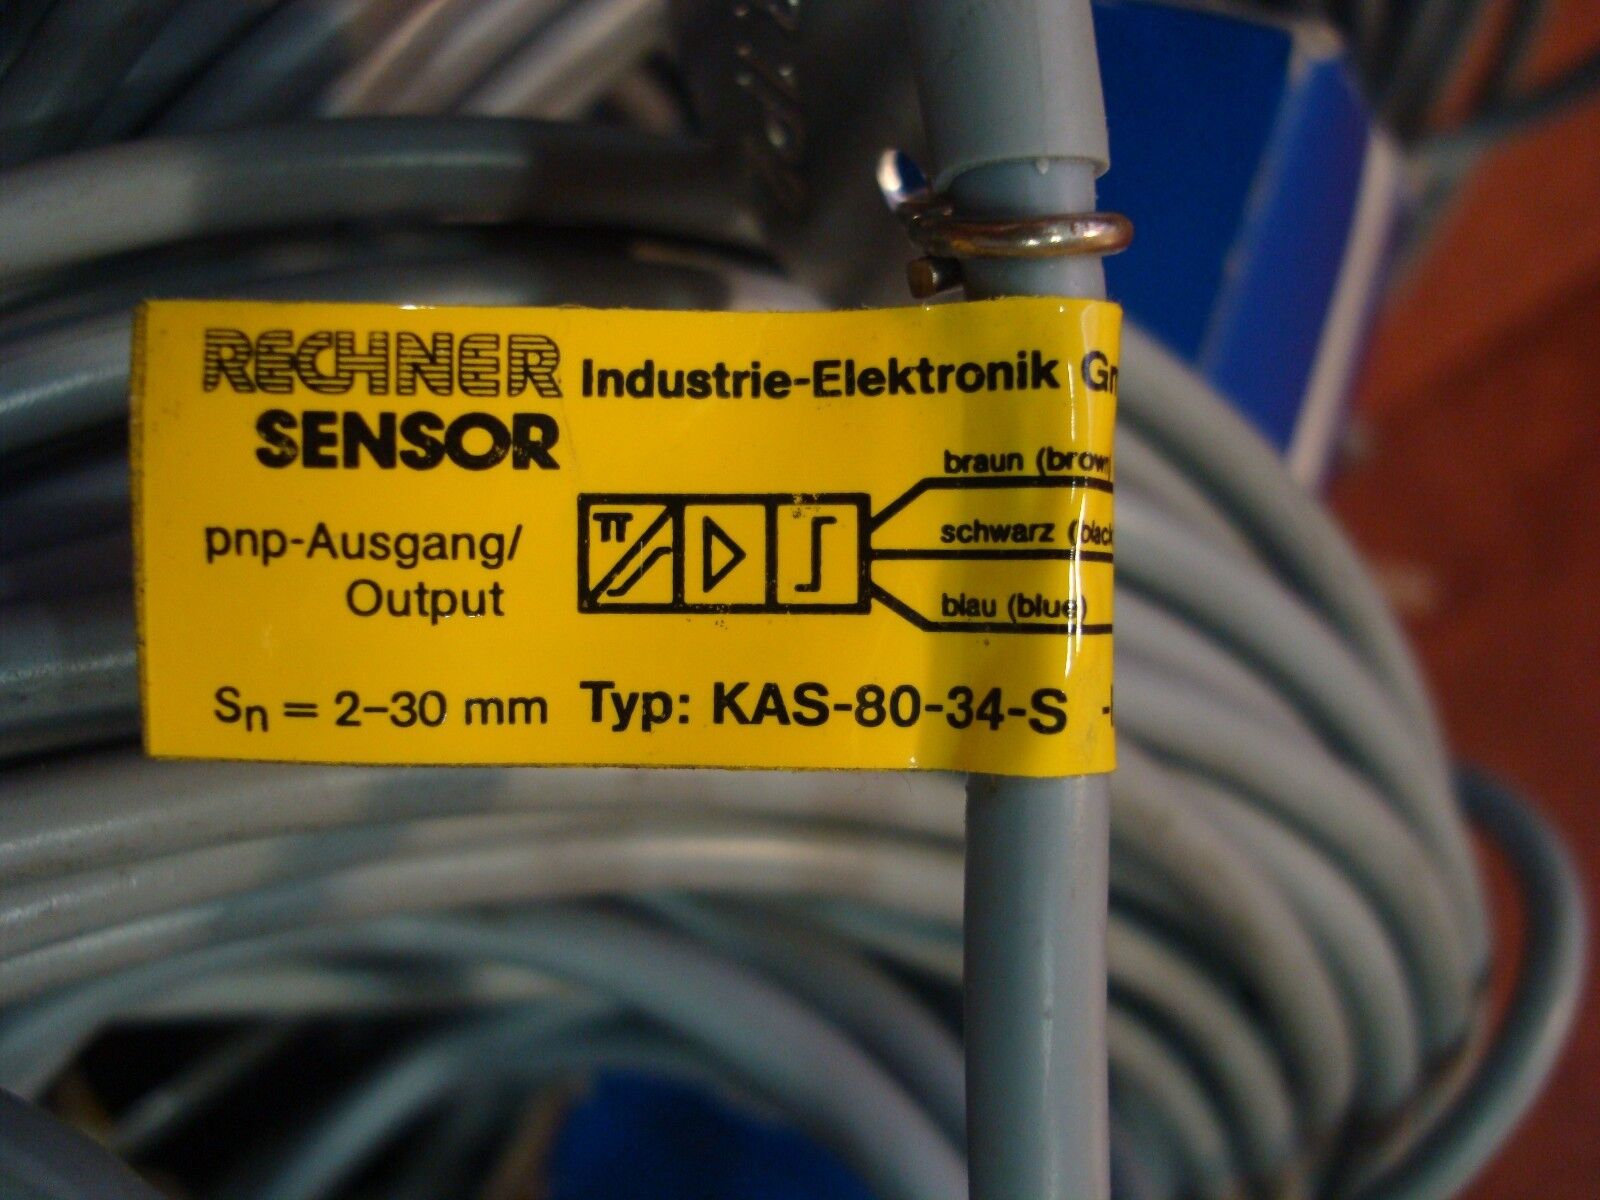 RECHNER
SENSOR
Industrie-Elektronik
braun (brown
schwarz (black
blau (blue)
pnp-Ausgang/
Output
Sn = 2-30 mm
Typ: KAS-80-34-S